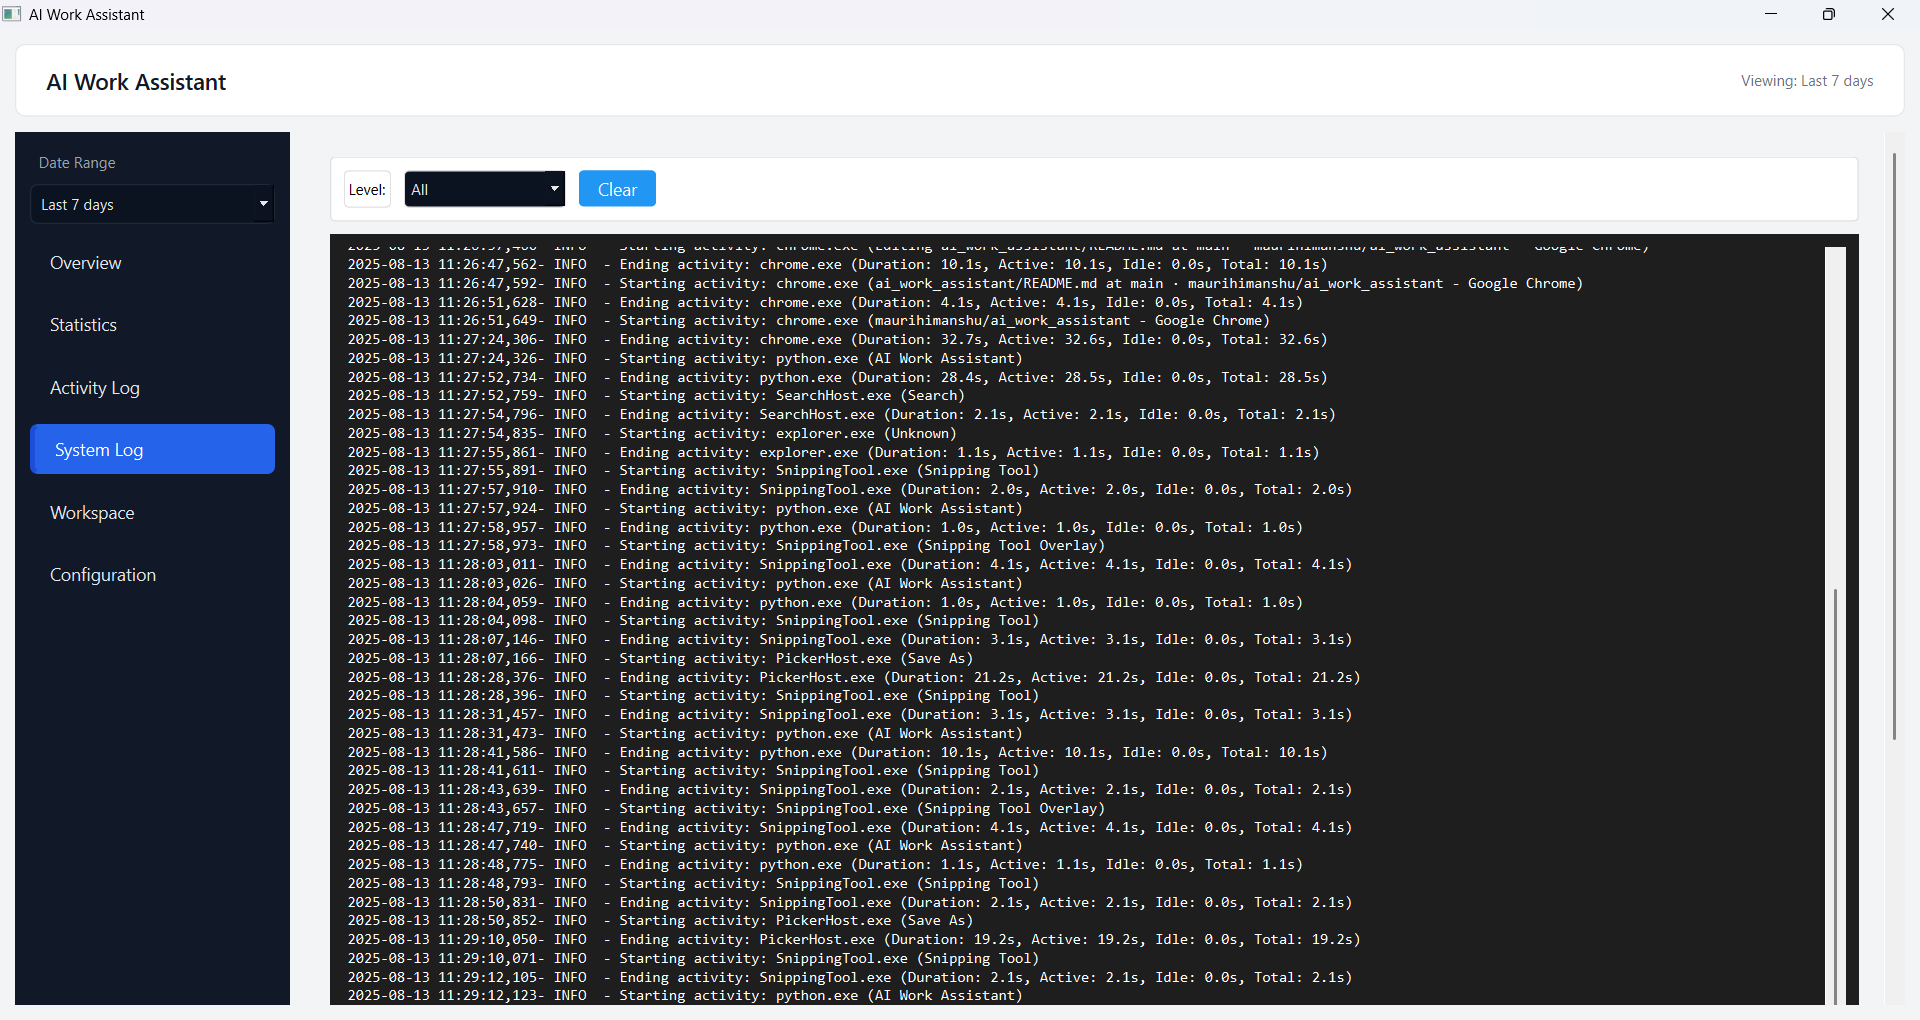 AI Work Assistant
AI Work Assistant
Viewing: Last 7 days
Date Range
Last 7 days
Overview
Statistics
Activity Log
System Log
Workspace
Configuration
Level:
All
Clear
INFO - Starting activity: chrome.exe (Editing ai_work_assistant/README.md at main · maurihimanshu/ai_work_assistant - Google Chrome)
2025-08-13 11:26:47,562- INFO - Ending activity: chrome.exe (Duration: 10.1s, Active: 10.1s, Idle: 0.0s, Total: 10.1s)
2025-08-13 11:26:47,592- INFO - Starting activity: chrome.exe (ai_work_assistant/README.md at main · maurihimanshu/ai_work_assistant - Google Chrome)
2025-08-13 11:26:51,628- INFO - Ending activity: chrome.exe (Duration: 4.1s, Active: 4.1s, Idle: 0.0s, Total: 4.1s)
2025-08-13 11:26:51,649- INFO - Starting activity: chrome.exe (maurihimanshu/ai_work_assistant - Google Chrome)
2025-08-13 11:27:24,306- INFO - Ending activity: chrome.exe (Duration: 32.7s, Active: 32.6s, Idle: 0.0s, Total: 32.6s)
2025-08-13 11:27:24,326- INFO - Starting activity: python.exe (AI Work Assistant)
2025-08-13 11:27:52,734- INFO - Ending activity: python.exe (Duration: 28.4s, Active: 28.5s, Idle: 0.0s, Total: 28.5s)
2025-08-13 11:27:52,759- INFO - Starting activity: SearchHost.exe (Search)
2025-08-13 11:27:54,796- INFO - Ending activity: SearchHost.exe (Duration: 2.1s, Active: 2.1s, Idle: 0.0s, Total: 2.1s)
2025-08-13 11:27:54,835- INFO - Starting activity: explorer.exe (Unknown)
2025-08-13 11:27:55,861- INFO - Ending activity: explorer.exe (Duration: 1.1s, Active: 1.1s, Idle: 0.0s, Total: 1.1s)
2025-08-13 11:27:55,891- INFO - Starting activity: SnippingTool.exe (Snipping Tool)
2025-08-13 11:27:57,910- INFO - Ending activity: SnippingTool.exe (Duration: 2.0s, Active: 2.0s, Idle: 0.0s, Total: 2.0s)
2025-08-13 11:27:57,924- INFO - Starting activity: python.exe (AI Work Assistant)
2025-08-13 11:27:58,957- INFO - Ending activity: python.exe (Duration: 1.0s, Active: 1.0s, Idle: 0.0s, Total: 1.0s)
2025-08-13 11:27:58,973- INFO - Starting activity: SnippingTool.exe (Snipping Tool Overlay)
2025-08-13 11:28:03,011- INFO - Ending activity: SnippingTool.exe (Duration: 4.1s, Active: 4.1s, Idle: 0.0s, Total: 4.1s)
2025-08-13 11:28:03,026- INFO - Starting activity: python.exe (AI Work Assistant)
2025-08-13 11:28:04,059- INFO - Ending activity: python.exe (Duration: 1.0s, Active: 1.0s, Idle: 0.0s, Total: 1.0s)
2025-08-13 11:28:04,098- INFO - Starting activity: SnippingTool.exe (Snipping Tool)
2025-08-13 11:28:07,146- INFO - Ending activity: SnippingTool.exe (Duration: 3.1s, Active: 3.1s, Idle: 0.0s, Total: 3.1s)
2025-08-13 11:28:07,166- INFO - Starting activity: PickerHost.exe (Save As)
2025-08-13 11:28:28,376- INFO - Ending activity: PickerHost.exe (Duration: 21.2s, Active: 21.2s, Idle: 0.0s, Total: 21.2s)
2025-08-13 11:28:28,396- INFO - Starting activity: SnippingTool.exe (Snipping Tool)
2025-08-13 11:28:31,457- INFO - Ending activity: SnippingTool.exe (Duration: 3.1s, Active: 3.1s, Idle: 0.0s, Total: 3.1s)
2025-08-13 11:28:31,473- INFO - Starting activity: python.exe (AI Work Assistant)
2025-08-13 11:28:41,586- INFO - Ending activity: python.exe (Duration: 10.1s, Active: 10.1s, Idle: 0.0s, Total: 10.1s)
2025-08-13 11:28:41,611- INFO - Starting activity: SnippingTool.exe (Snipping Tool)
2025-08-13 11:28:43,639- INFO - Ending activity: SnippingTool.exe (Duration: 2.1s, Active: 2.1s, Idle: 0.0s, Total: 2.1s)
2025-08-13 11:28:43,657- INFO - Starting activity: SnippingTool.exe (Snipping Tool Overlay)
2025-08-13 11:28:47,719- INFO - Ending activity: SnippingTool.exe (Duration: 4.1s, Active: 4.1s, Idle: 0.0s, Total: 4.1s)
2025-08-13 11:28:47,740- INFO - Starting activity: python.exe (AI Work Assistant)
2025-08-13 11:28:48,775- INFO - Ending activity: python.exe (Duration: 1.1s, Active: 1.1s, Idle: 0.0s, Total: 1.1s)
2025-08-13 11:28:48,793- INFO - Starting activity: SnippingTool.exe (Snipping Tool)
2025-08-13 11:28:50,831- INFO - Ending activity: SnippingTool.exe (Duration: 2.1s, Active: 2.1s, Idle: 0.0s, Total: 2.1s)
2025-08-13 11:28:50,852- INFO - Starting activity: PickerHost.exe (Save As)
2025-08-13 11:29:10,050- INFO - Ending activity: PickerHost.exe (Duration: 19.2s, Active: 19.2s, Idle: 0.0s, Total: 19.2s)
2025-08-13 11:29:10,071- INFO - Starting activity: SnippingTool.exe (Snipping Tool)
2025-08-13 11:29:12,105- INFO - Ending activity: SnippingTool.exe (Duration: 2.1s, Active: 2.1s, Idle: 0.0s, Total: 2.1s)
2025-08-13 11:29:12,123- INFO - Starting activity: python.exe (AI Work Assistant)